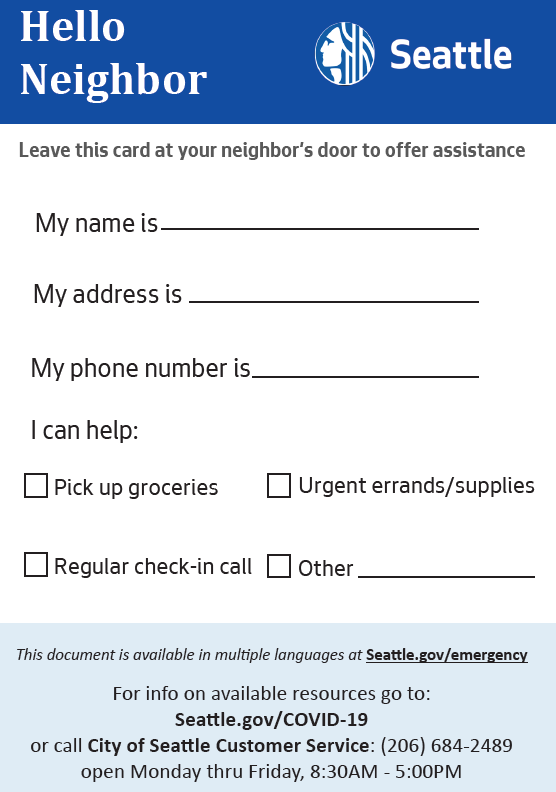 Hello
Neighbor
Seattle
Leave this card at your neighbor's door to offer assistance
My name is
My address is
My phone number is
I can help:
Pick up groceries
Urgent errands/supplies
Regular check-in call
Other
This document is available in multiple languages at Seattle.gov/emergency
For info on available resources go to:
Seattle.gov/COVID-19
or call City of Seattle Customer Service: (206) 684-2489
open Monday thru Friday, 8:30AM - 5:00PM